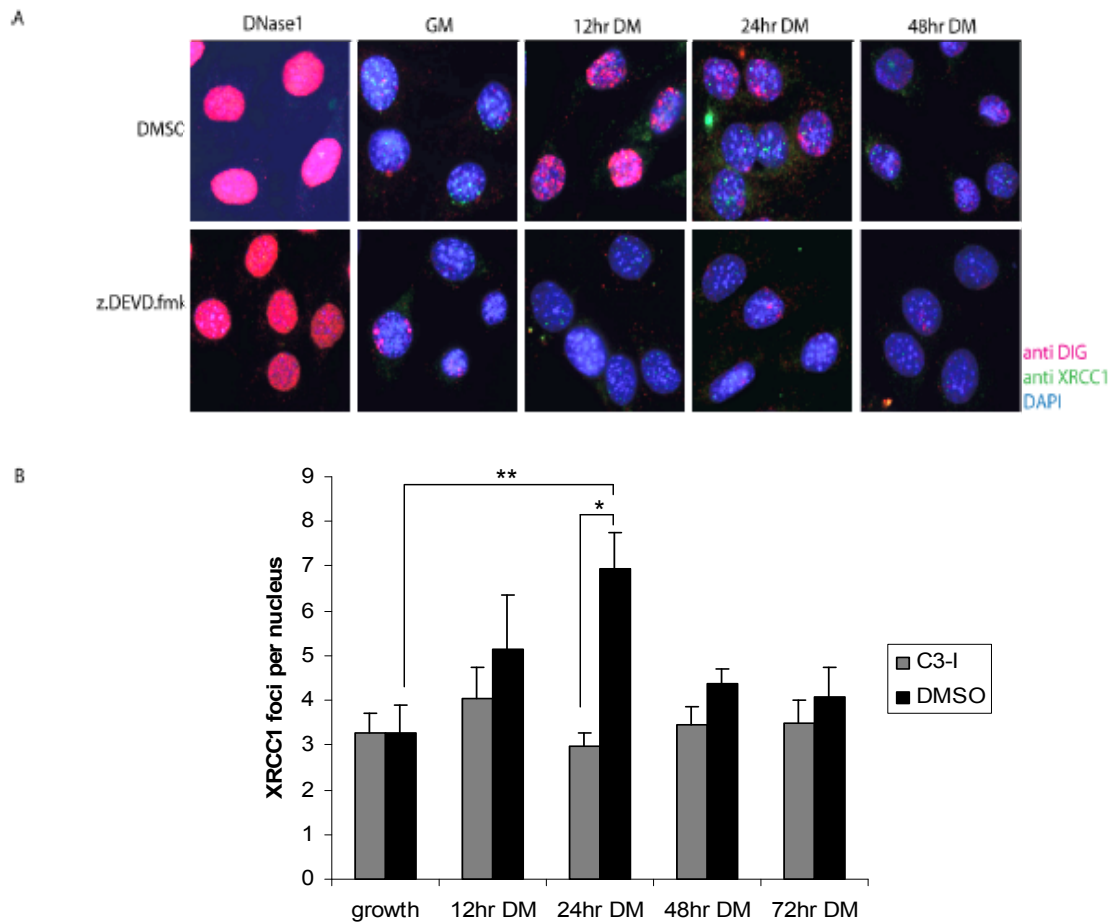 A
DNase1 GM 12hr DM 24hr DM 48hr DM
DMSC
z.DEVD.fmk
anti DIG
anti XRCC1
DAPI
B
XRCC1 foci per nucleus
9
8
7
6
5
4
3
2
1
0
**
*
C3-I
DMSO
growth 12hr DM 24hr DM 48hr DM 72hr DM